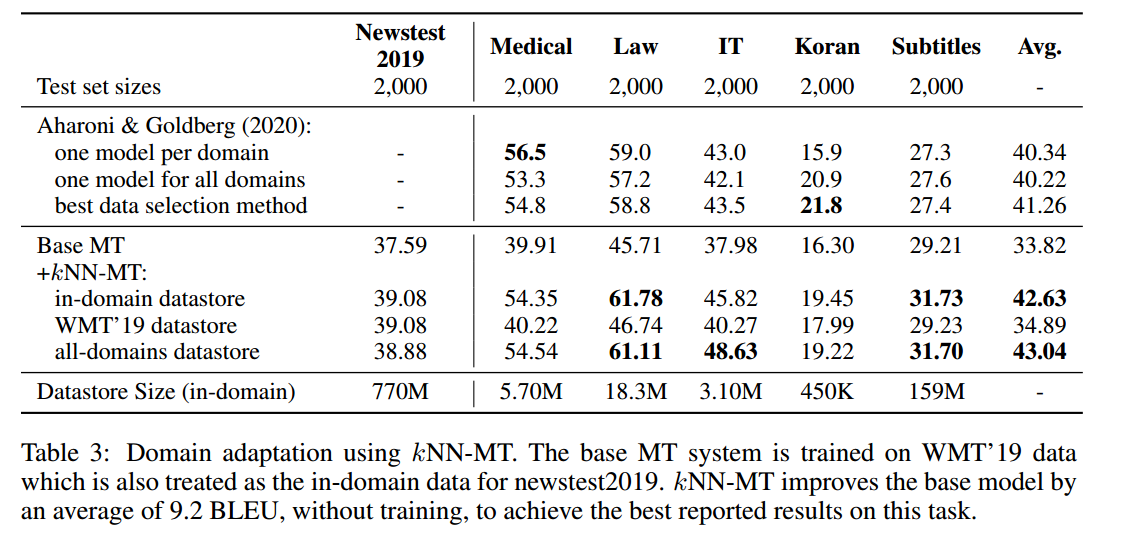 Newstest 2019 Medical Law IT Koran Subtitles Avg.
Test set sizes 2,000 2,000 2,000 2,000 2,000 2,000 -
Aharoni & Goldberg (2020):
one model per domain - 56.5 59.0 43.0 15.9 27.3 40.34
one model for all domains - 53.3 57.2 42.1 20.9 27.6 40.22
best data selection method - 54.8 58.8 43.5 21.8 27.4 41.26
Base MT 37.59 39.91 45.71 37.98 16.30 29.21 33.82
+kNN-MT:
in-domain datastore 39.08 54.35 61.78 45.82 19.45 31.73 42.63
WMT'19 datastore 39.08 40.22 46.74 40.27 17.99 29.23 34.89
all-domains datastore 38.88 54.54 61.11 48.63 19.22 31.70 43.04
Datastore Size (in-domain) 770M 5.70M 18.3M 3.10M 450K 159M -
Table 3: Domain adaptation using kNN-MT. The base MT system is trained on WMT'19 data
which is also treated as the in-domain data for newstest2019. kNN-MT improves the base model by
an average of 9.2 BLEU, without training, to achieve the best reported results on this task.